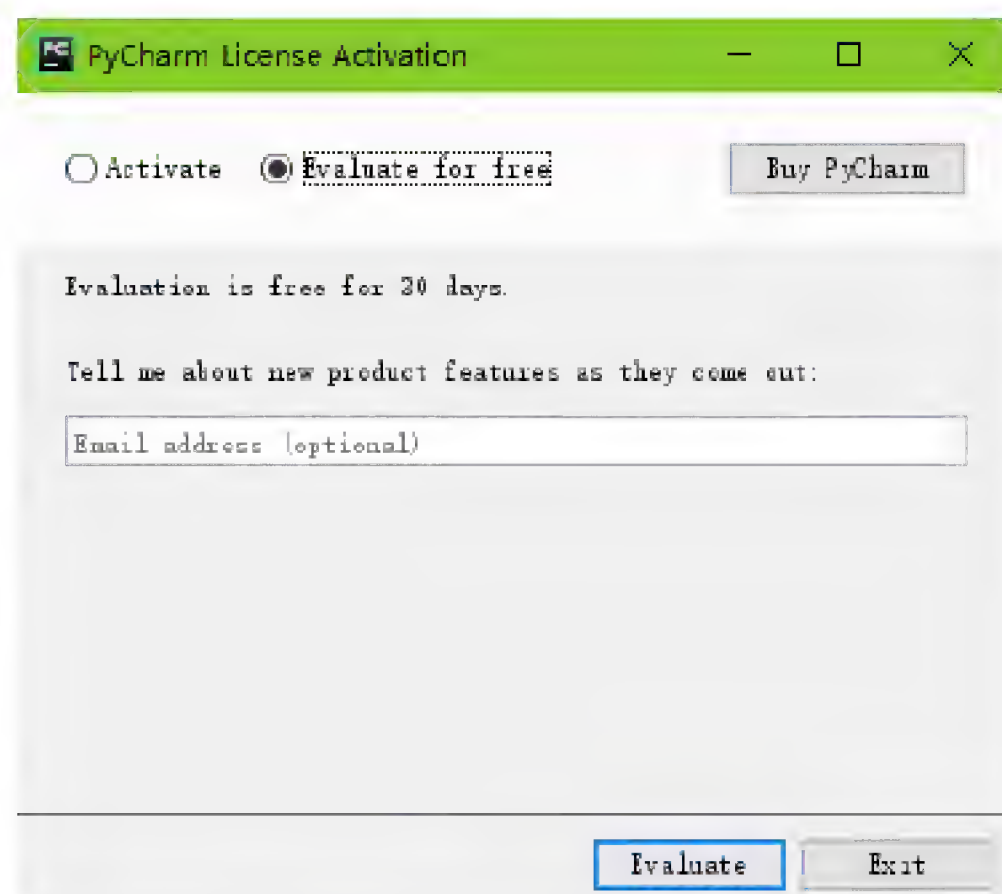 PyCharm License Activation
Activate Evaluate for free Buy PyCharm
Evaluation is free for 30 days.
Tell me about new product features as they come out:
Email address (optional)
Evaluate Exit